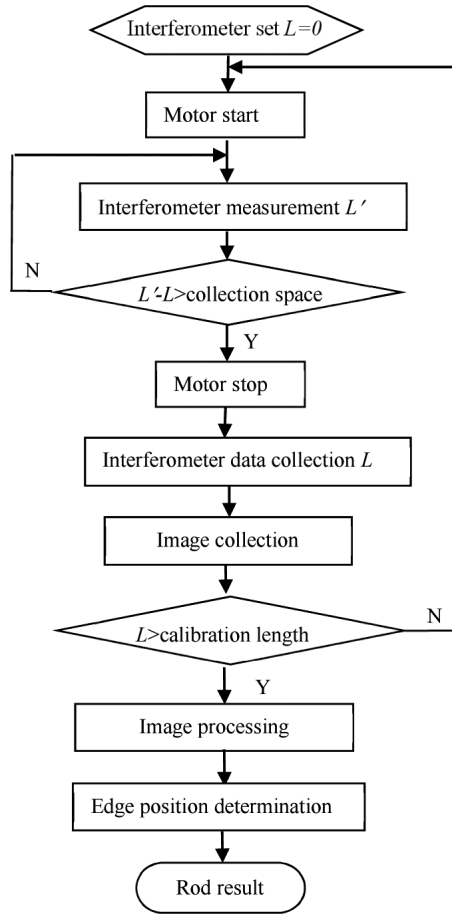 Interferometer set L=0
Motor start
Interferometer measurement L′
N
L′-L>collection space
Y
Motor stop
Interferometer data collection L
Image collection
N
L>calibration length
Y
Image processing
Edge position determination
Rod result